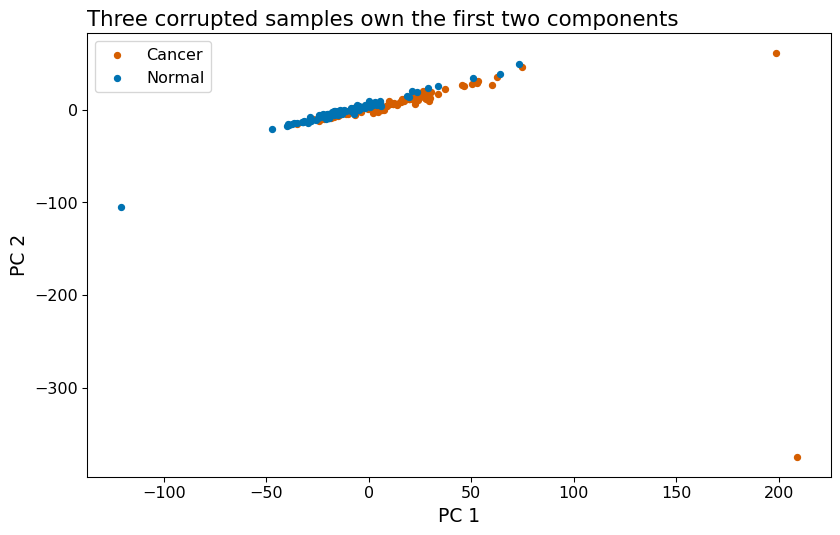 Three corrupted samples own the first two components
Cancer
Normal
0
−100
−200
−300
PC 2
−100
−50
0
50
100
150
200
PC 1